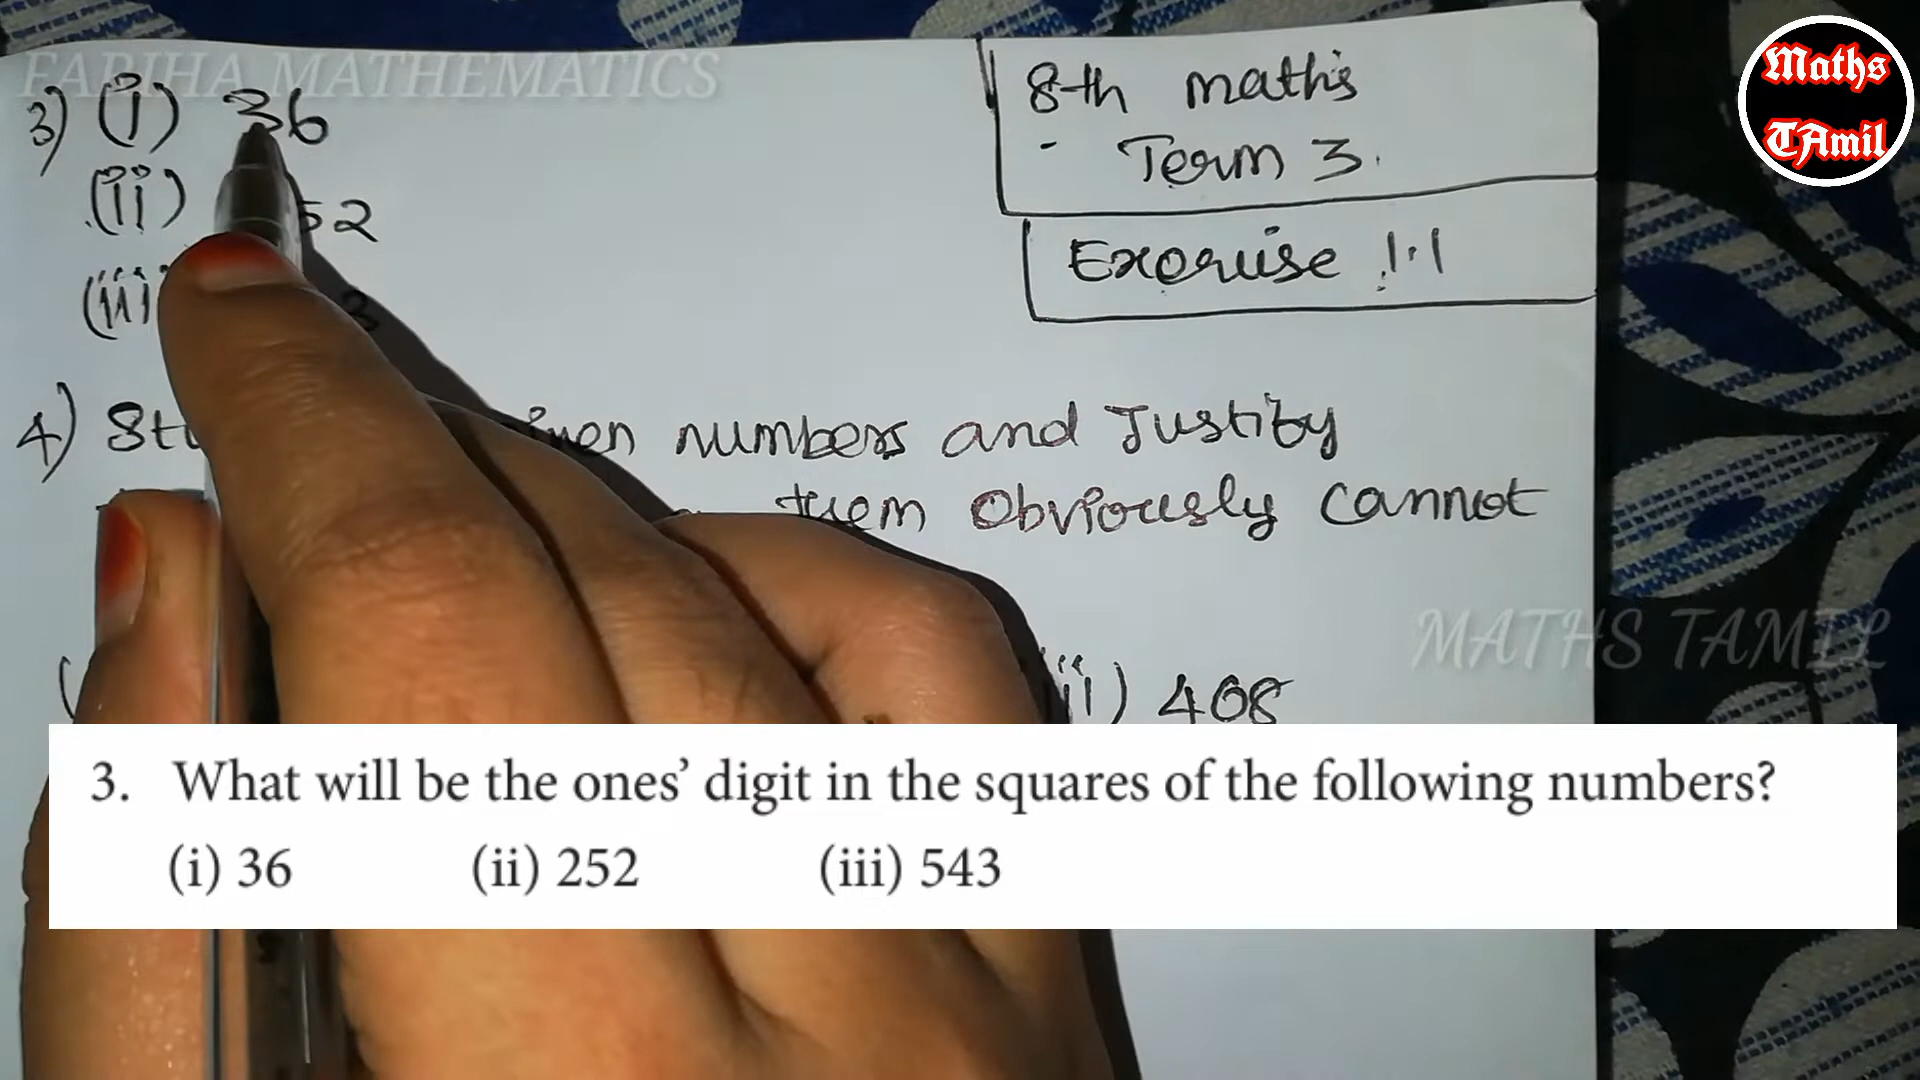 FARIHA MATHEMATICS
3) (i) 36
(ii) 52
(iii
8th maths
Term 3.
Exercise 1.1
Maths
TAmil
4) numbers and Justify
them Obviously cannot
MATHS TAMIL
iii) 408
3. What will be the ones’ digit in the squares of the following numbers?
(i) 36 (ii) 252 (iii) 543